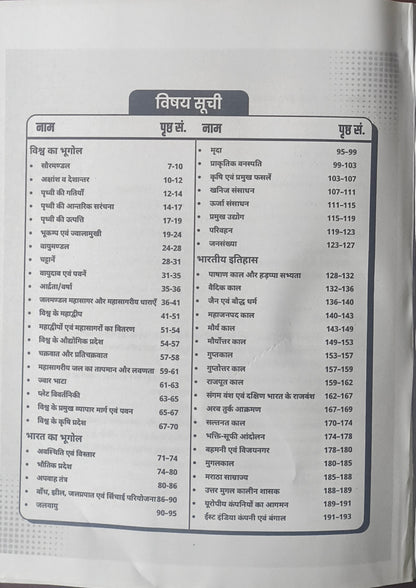 विषय सूची
नाम पृष्ठ सं.
विश्व का भूगोल
• सौरमण्डल 7-10
• अक्षांश व देशान्तर 10-12
• पृथ्वी की गतियाँ 12-14
• पृथ्वी की आन्तरिक सरंचना 14-17
• पृथ्वी की उत्पत्ति 17-19
• भूकम्प एवं ज्वालामुखी 19-24
• वायुमण्डल 24-28
• चट्टानें 28-31
• वायुदाब एवं पवनें 31-35
• आर्द्रता/वर्षा 35-36
• जलमण्डल महासागर और महासागरीय धाराएँ 36-41
• विश्व के महाद्वीप 41-51
• महाद्वीपों एवं महासागरों का वितरण 51-54
• विश्व के औद्योगिक प्रदेश 54-57
• चक्रवात और प्रतिचक्रवात 57-58
• महासागरीय जल का तापमान और लवणता 59-61
• ज्वार भाटा 61-63
• प्लेट विवर्तनिकी 63-65
• विश्व के प्रमुख व्यापार मार्ग एवं पवन 65-67
• विश्व के कृषि प्रदेश 67-70
भारत का भूगोल
• अवस्थिति एवं विस्तार 71-74
• भौतिक प्रदेश 74-80
• अपवाह तंत्र 80-86
• बाँध, झील, जलप्रपात एवं सिंचाई परियोजना 86-90
• जलवायु 90-95
नाम पृष्ठ सं.
• मृदा 95-99
• प्राकृतिक वनस्पति 99-103
• कृषि एवं प्रमुख फसलें 103-107
• खनिज संसाधन 107-111
• ऊर्जा संसाधन 111-115
• प्रमुख उद्योग 115-119
• परिवहन 119-123
• जनसंख्या 123-127
भारतीय इतिहास
• पाषाण काल और हड़प्पा सभ्यता 128-132
• वैदिक काल 132-136
• जैन एवं बौद्ध धर्म 136-140
• महाजनपद काल 140-143
• मौर्य काल 143-149
• मौर्योत्तर काल 149-153
• गुप्तकाल 153-157
• गुप्तोत्तर काल 157-159
• राजपूत काल 159-162
• संगम वंश एवं दक्षिण भारत के राजवंश 162-167
• अरब तुर्क आक्रमण 167-169
• सल्तनत काल 170-174
• भक्ति-सूफी आंदोलन 174-178
• बहमनी एवं विजयनगर 178-180
• मुगलकाल 180-185
• मराठा साम्राज्य 185-188
• उत्तर मुगल कालीन शासक 188-189
• यूरोपीय कंपनियों का आगमन 189-191
• ईस्ट इंडिया कंपनी एवं बंगाल 191-193